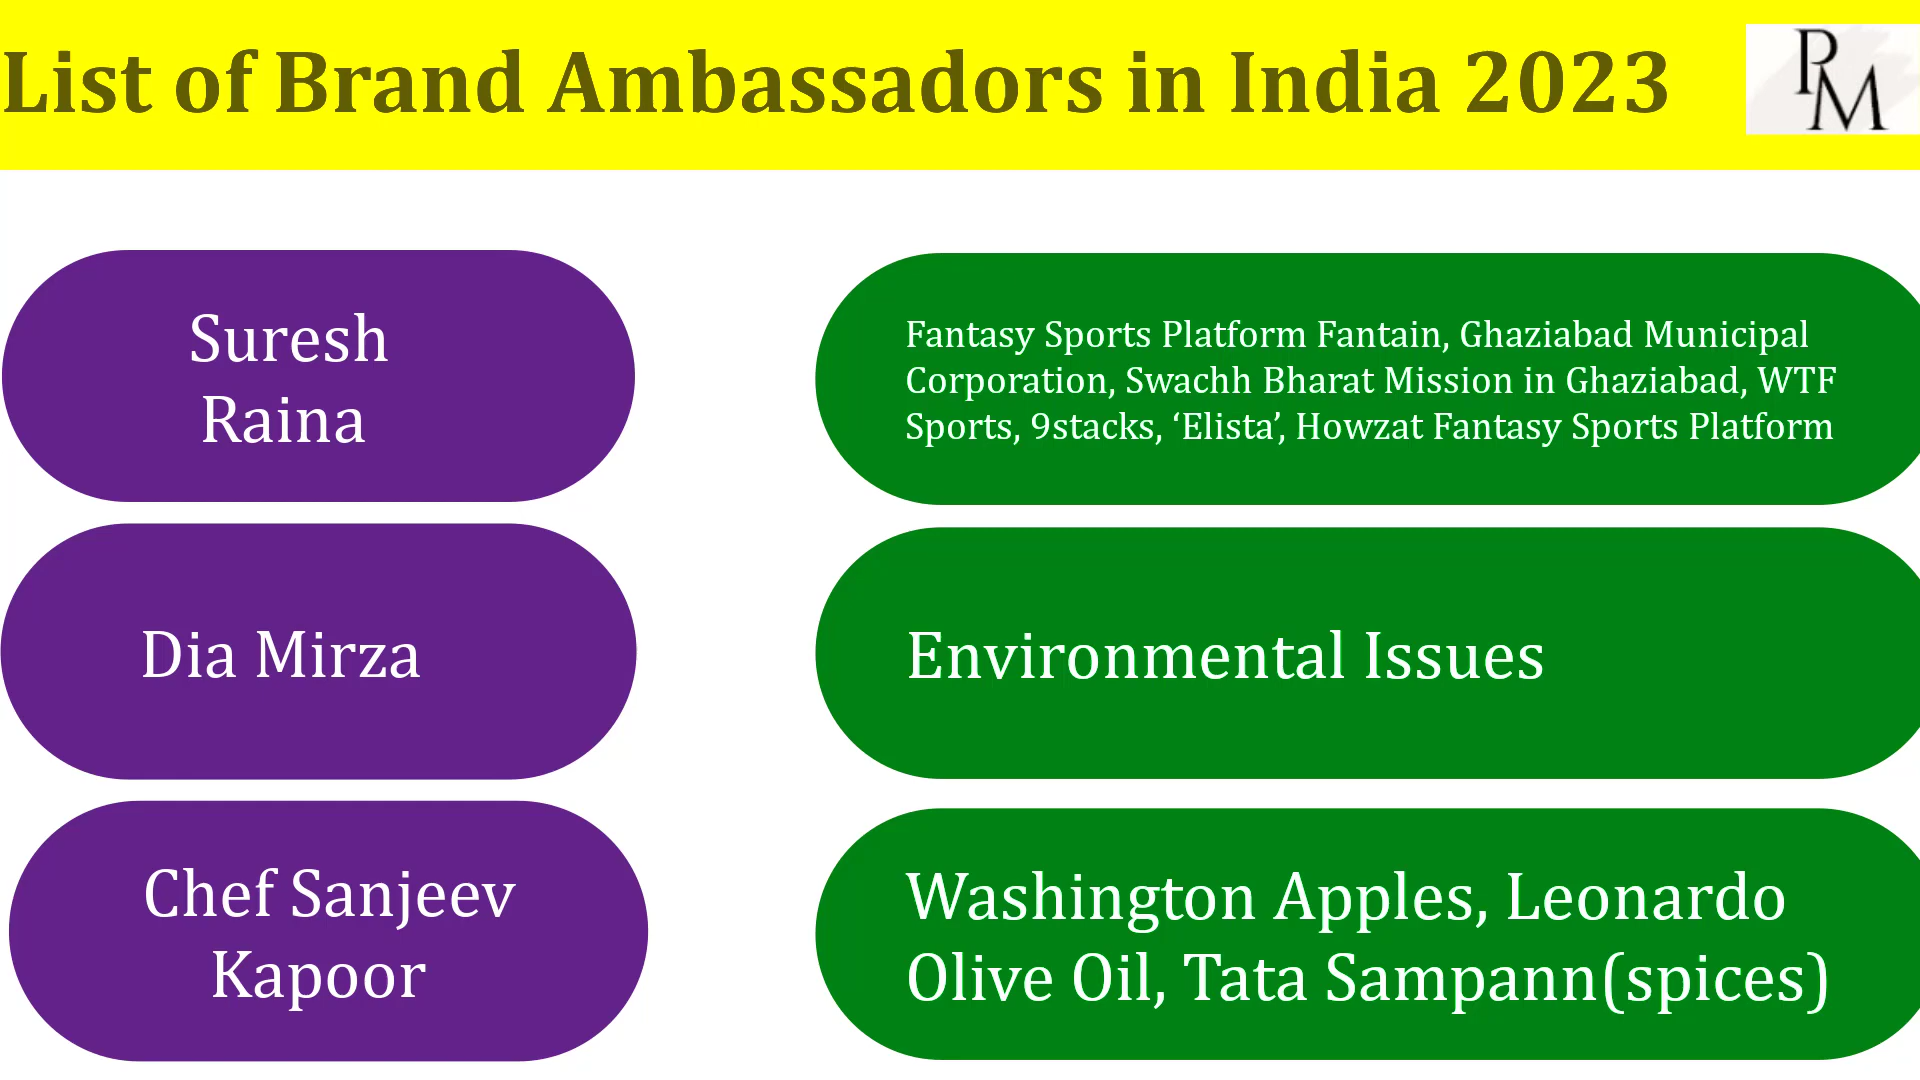 List of Brand Ambassadors in India 2023
PM
Suresh
Raina
Fantasy Sports Platform Fantain, Ghaziabad Municipal
Corporation, Swachh Bharat Mission in Ghaziabad, WTF
Sports, 9stacks, ‘Elista’, Howzat Fantasy Sports Platform
Dia Mirza
Environmental Issues
Chef Sanjeev
Kapoor
Washington Apples, Leonardo
Olive Oil, Tata Sampann(spices)